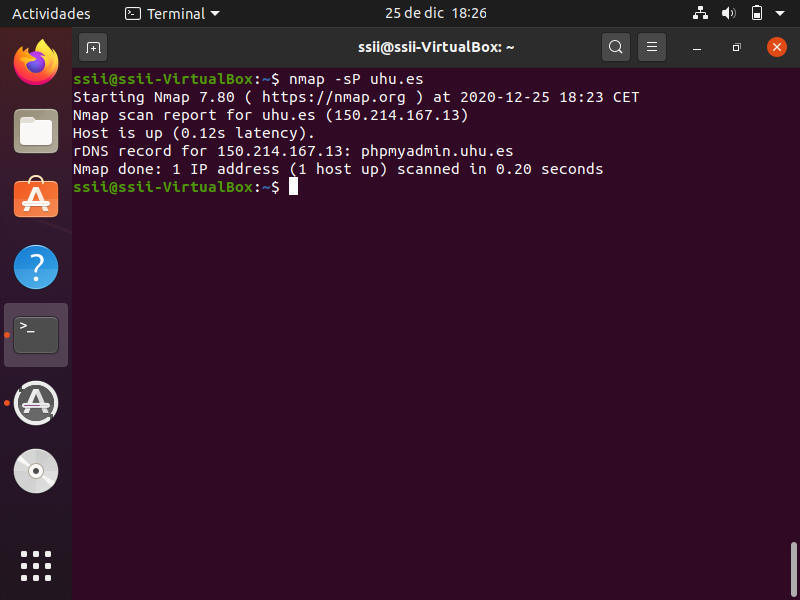 Actividades
Terminal
25 de dic 18:26
ssii@ssii-VirtualBox: ~
ssii@ssii-VirtualBox:~$ nmap -sP uhu.es
Starting Nmap 7.80 ( https://nmap.org ) at 2020-12-25 18:23 CET
Nmap scan report for uhu.es (150.214.167.13)
Host is up (0.12s latency).
rDNS record for 150.214.167.13: phpmyadmin.uhu.es
Nmap done: 1 IP address (1 host up) scanned in 0.20 seconds
ssii@ssii-VirtualBox:~$